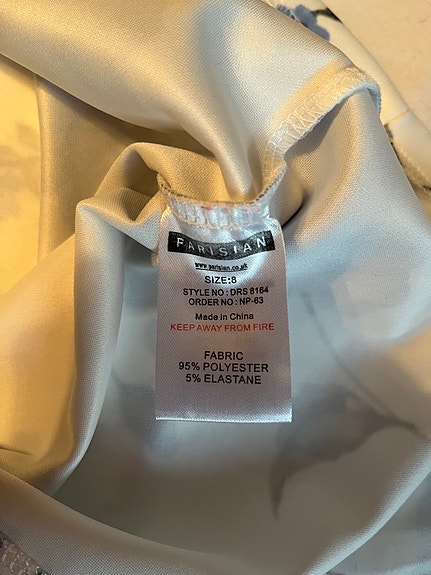 PARISIAN
www.parisian.co.uk
SIZE:8
STYLE NO : DRS 8164
ORDER NO : NP-63
Made in China
KEEP AWAY FROM FIRE
FABRIC
95% POLYESTER
5% ELASTANE